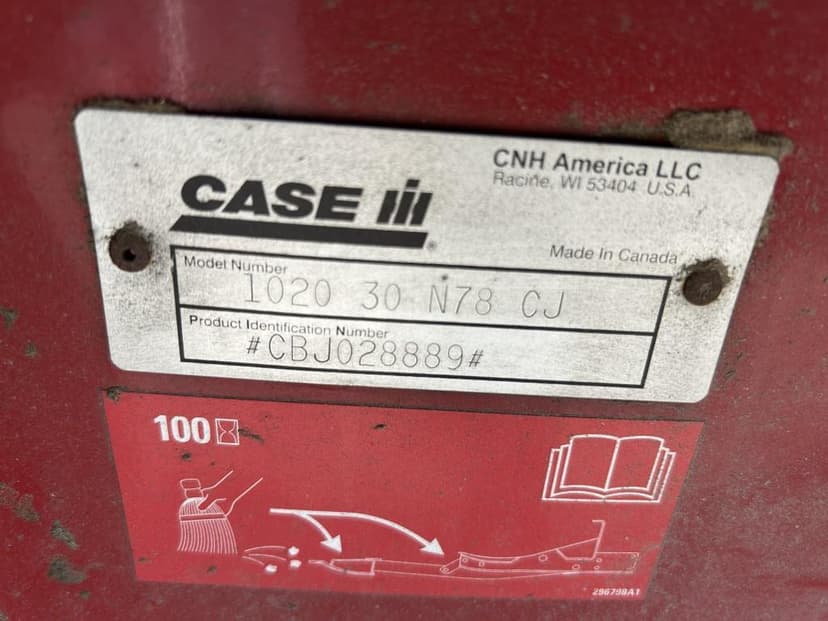 CNH America LLC
Racine, WI 53404 U.S.A.
CASE IH
Made In Canada
Model Number
1020 30 N78 CJ
Product Identification Number
#CBJ028889#
100
296798A1